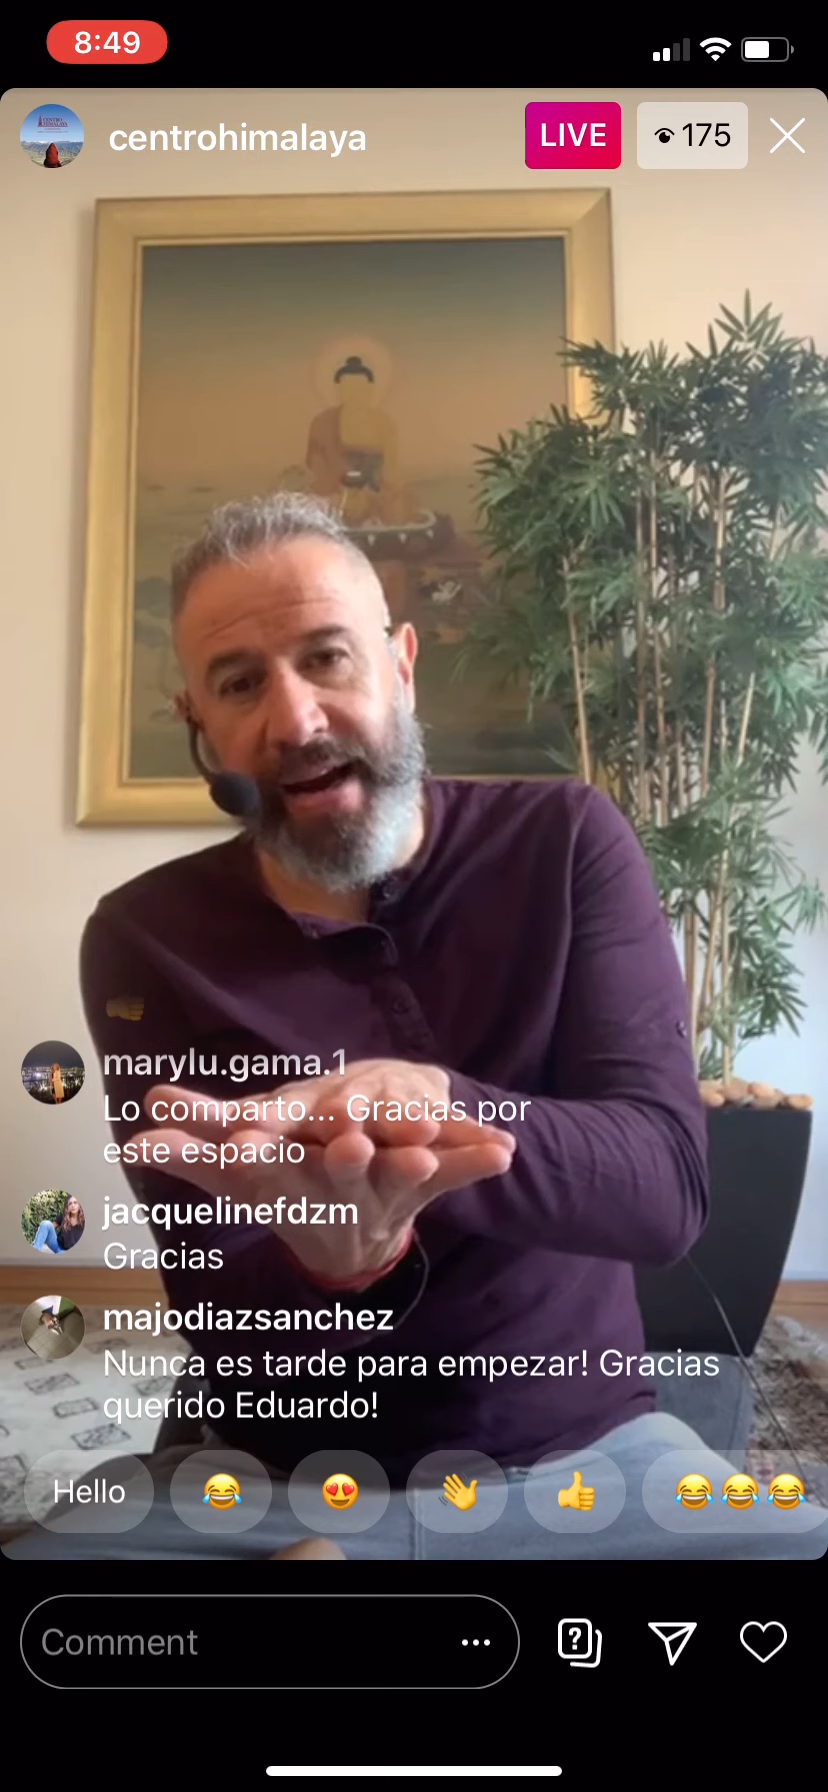 8:49
centrohimalaya
LIVE
175
marylu.gama.1
Lo comparto... Gracias por
este espacio
jacquelinefdzm
Gracias
majodiazsanchez
Nunca es tarde para empezar! Gracias
querido Eduardo!
Hello
Comment